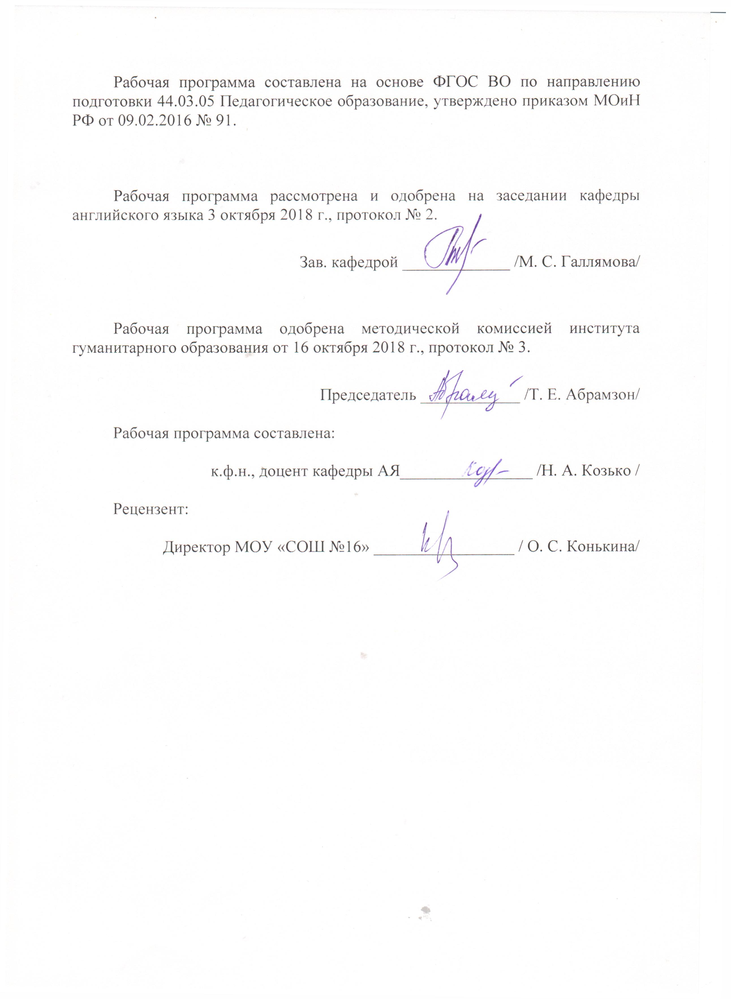 Рабочая программа составлена на основе ФГОС ВО по направлению
подготовки 44.03.05 Педагогическое образование, утверждено приказом МОиН
РФ от 09.02.2016 № 91.
Рабочая программа рассмотрена и одобрена на заседании кафедры
английского языка 3 октября 2018 г., протокол № 2.
Зав. кафедрой _____________ /М. С. Галлямова/
Рабочая программа одобрена методической комиссией института
гуманитарного образования от 16 октября 2018 г., протокол № 3.
Председатель ____________ /Т. Е. Абрамзон/
Рабочая программа составлена:
к.ф.н., доцент кафедры АЯ________________ /Н. А. Козько /
Рецензент:
Директор МОУ «СОШ №16» _________________ / О. С. Конькина/